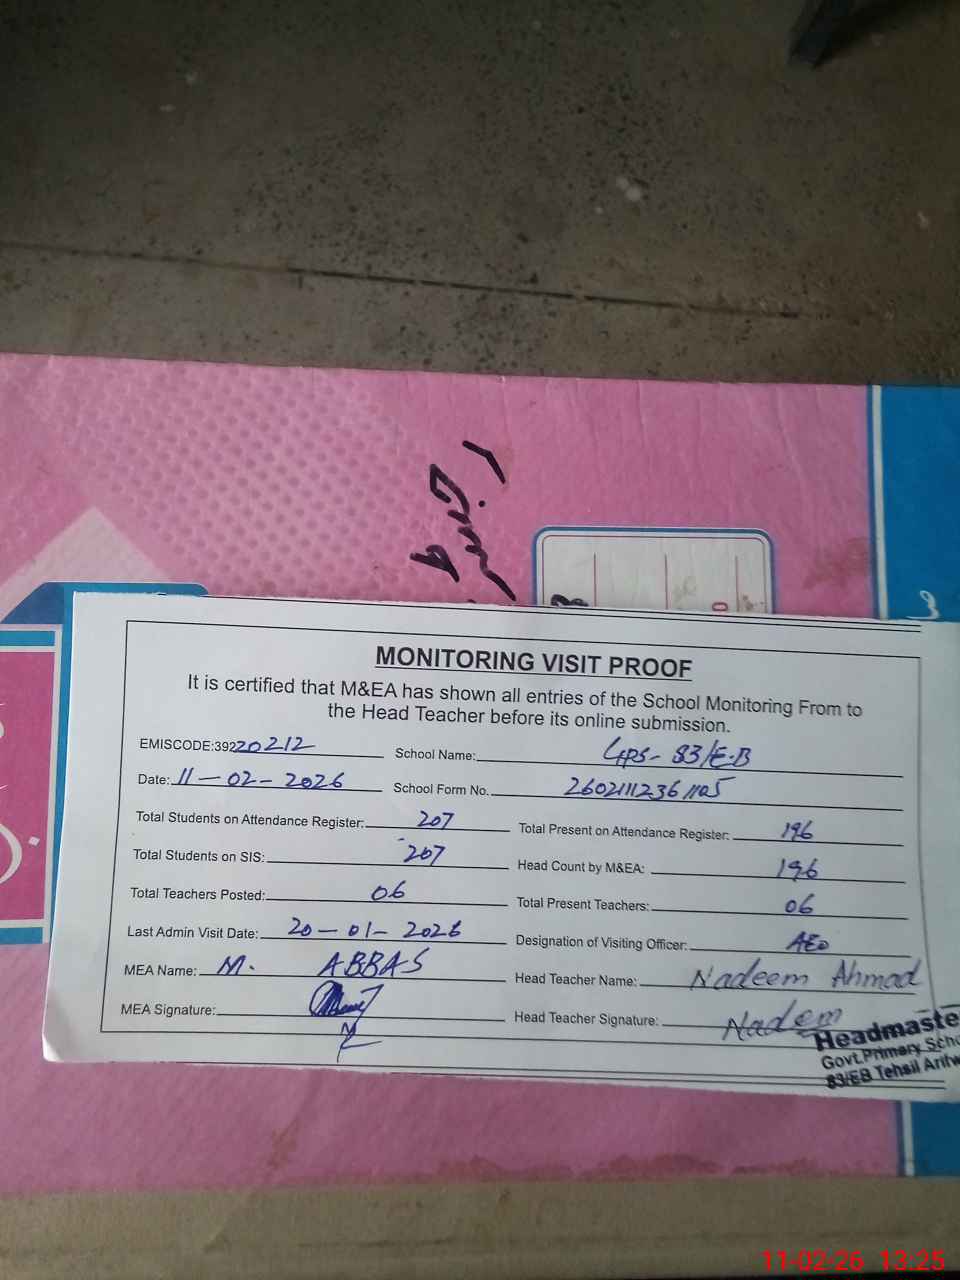 MONITORING VISIT PROOF
It is certified that M&EA has shown all entries of the School Monitoring From to
the Head Teacher before its online submission.
EMISCODE:39220212 School Name: GPS- 83/E.B
Date: 11-02-2026 School Form No. 26021112361105
Total Students on Attendance Register: 207 Total Present on Attendance Register: 196
Total Students on SIS: 207 Head Count by M&EA: 196
Total Teachers Posted: 06 Total Present Teachers: 06
Last Admin Visit Date: 20-01-2026 Designation of Visiting Officer: AEO
MEA Name: M. ABBAS Head Teacher Name: Nadeem Ahmad
MEA Signature: Head Teacher Signature: Nadeem
Headmaste
Govt.Primary Scho
83/EB Tehsil Arifw
11-02-26 13:25